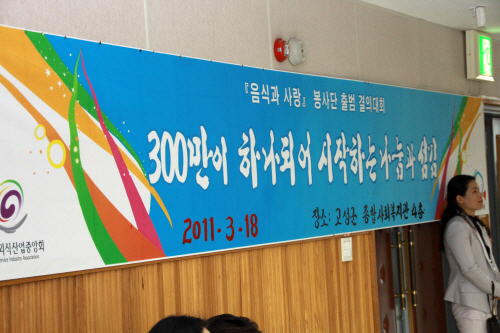 『음식과 사랑』 봉사단 출범 결의대회
300만이 하나되어 시작하는 나눔과 섬김
2011·3·18
장소: 고성군 종합사회복지관 4층
외식산업중앙회